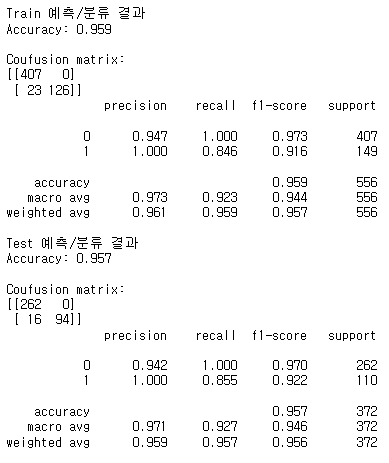 Train 예측/분류 결과
Accuracy: 0.959
Coufusion matrix:
[[407   0]
 [ 23 126]]
              precision    recall  f1-score   support
           0      0.947     1.000     0.973       407
           1      1.000     0.846     0.916       149
    accuracy                          0.959       556
   macro avg      0.973     0.923     0.944       556
weighted avg      0.961     0.959     0.957       556
Test 예측/분류 결과
Accuracy: 0.957
Coufusion matrix:
[[262   0]
 [ 16  94]]
              precision    recall  f1-score   support
           0      0.942     1.000     0.970       262
           1      1.000     0.855     0.922       110
    accuracy                          0.957       372
   macro avg      0.971     0.927     0.946       372
weighted avg      0.959     0.957     0.956       372